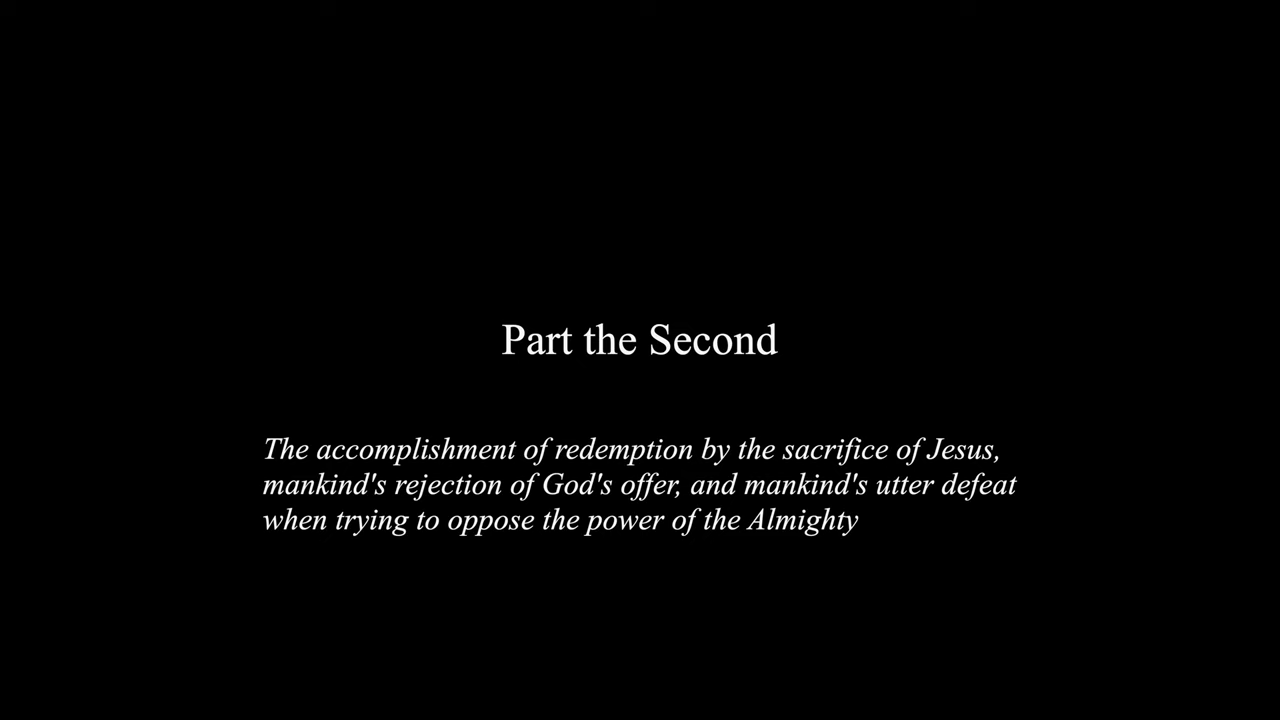 Part the Second
The accomplishment of redemption by the sacrifice of Jesus,
mankind's rejection of God's offer, and mankind's utter defeat
when trying to oppose the power of the Almighty